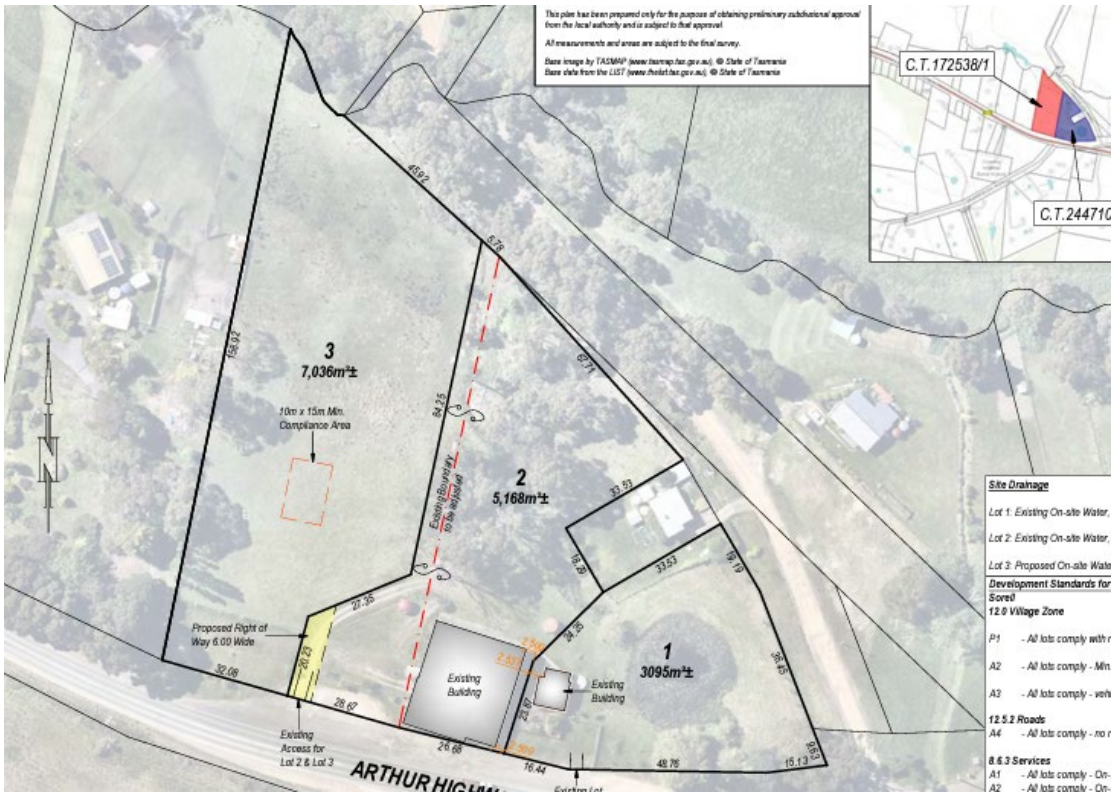 This plan has been prepared only for the purpose of obtaining preliminary subdivisional approval
from the local authority and is subject to that approval.
All measurements and areas are subject to the final survey.
Base image by TASMAP (www.tasmap.tas.gov.au), © State of Tasmania
Base data from the LIST (www.thelist.tas.gov.au), © State of Tasmania
C.T.172538/1
C.T.244710
45.92
5.78
158.92
3
7,036m²±
10m x 15m Min.
Compliance Area
84.25
Existing Boundary
to be adjusted
67.71
2
5,168m²±
33.53
18.29
33.53
19.19
27.35
Proposed Right of
Way 6.00 Wide
20.23
32.08
28.67
Existing
Access for
Lot 2 & Lot 3
Existing
Building
26.68
24.25
23.87
Existing
Building
1
3095m²±
36.45
9.63
15.13
48.76
16.44
ARTHUR HIGHW
Existing Lot
Site Drainage
Lot 1: Existing On-site Water,
Lot 2: Existing On-site Water,
Lot 3: Proposed On-site Wate
Development Standards for
Sorell
12.0 Village Zone
P1 - All lots comply with r
A2 - All lots comply - Min.
A3 - All lots comply - vehi
12.5.2 Roads
A4 - All lots comply - no r
8.6.3 Services
A1 - All lots comply - On-
A2 - All lots comply - On-